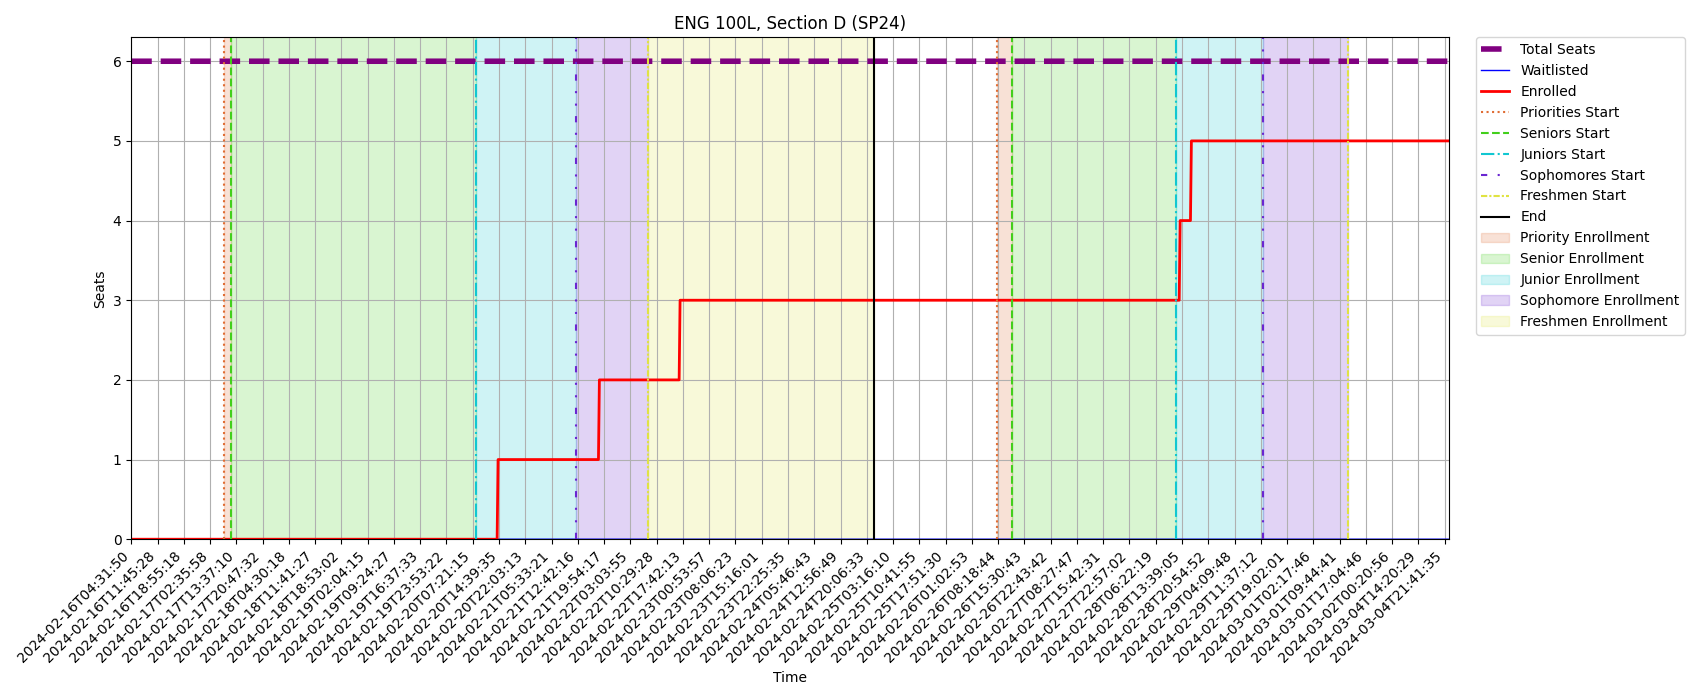 ENG 100L, Section D (SP24)
Seats
6
5
4
3
2
1
0
2024-02-16T04:31:50
2024-02-16T11:45:28
2024-02-16T18:55:18
2024-02-17T02:35:58
2024-02-17T13:37:10
2024-02-17T20:47:32
2024-02-18T04:30:18
2024-02-18T11:41:27
2024-02-18T18:53:02
2024-02-19T02:04:15
2024-02-19T09:24:27
2024-02-19T16:37:33
2024-02-19T23:53:22
2024-02-20T07:21:15
2024-02-20T14:39:35
2024-02-20T22:03:13
2024-02-21T05:33:21
2024-02-21T12:42:16
2024-02-21T19:54:17
2024-02-22T03:03:55
2024-02-22T10:29:28
2024-02-22T17:42:13
2024-02-23T00:53:57
2024-02-23T08:06:23
2024-02-23T15:16:01
2024-02-23T22:25:35
2024-02-24T05:46:43
2024-02-24T12:56:49
2024-02-24T20:06:33
2024-02-25T03:16:10
2024-02-25T10:41:55
2024-02-25T17:51:30
2024-02-26T01:02:53
2024-02-26T08:18:44
2024-02-26T15:30:43
2024-02-26T22:43:42
2024-02-27T08:27:47
2024-02-27T15:42:31
2024-02-27T22:57:02
2024-02-28T06:22:19
2024-02-28T13:39:05
2024-02-28T20:54:52
2024-02-29T04:09:48
2024-02-29T11:37:12
2024-02-29T19:02:01
2024-03-01T02:17:46
2024-03-01T09:44:41
2024-03-01T17:04:46
2024-03-02T00:20:56
2024-03-04T14:20:29
2024-03-04T21:41:35
Time
Total Seats
Waitlisted
Enrolled
Priorities Start
Seniors Start
Juniors Start
Sophomores Start
Freshmen Start
End
Priority Enrollment
Senior Enrollment
Junior Enrollment
Sophomore Enrollment
Freshmen Enrollment